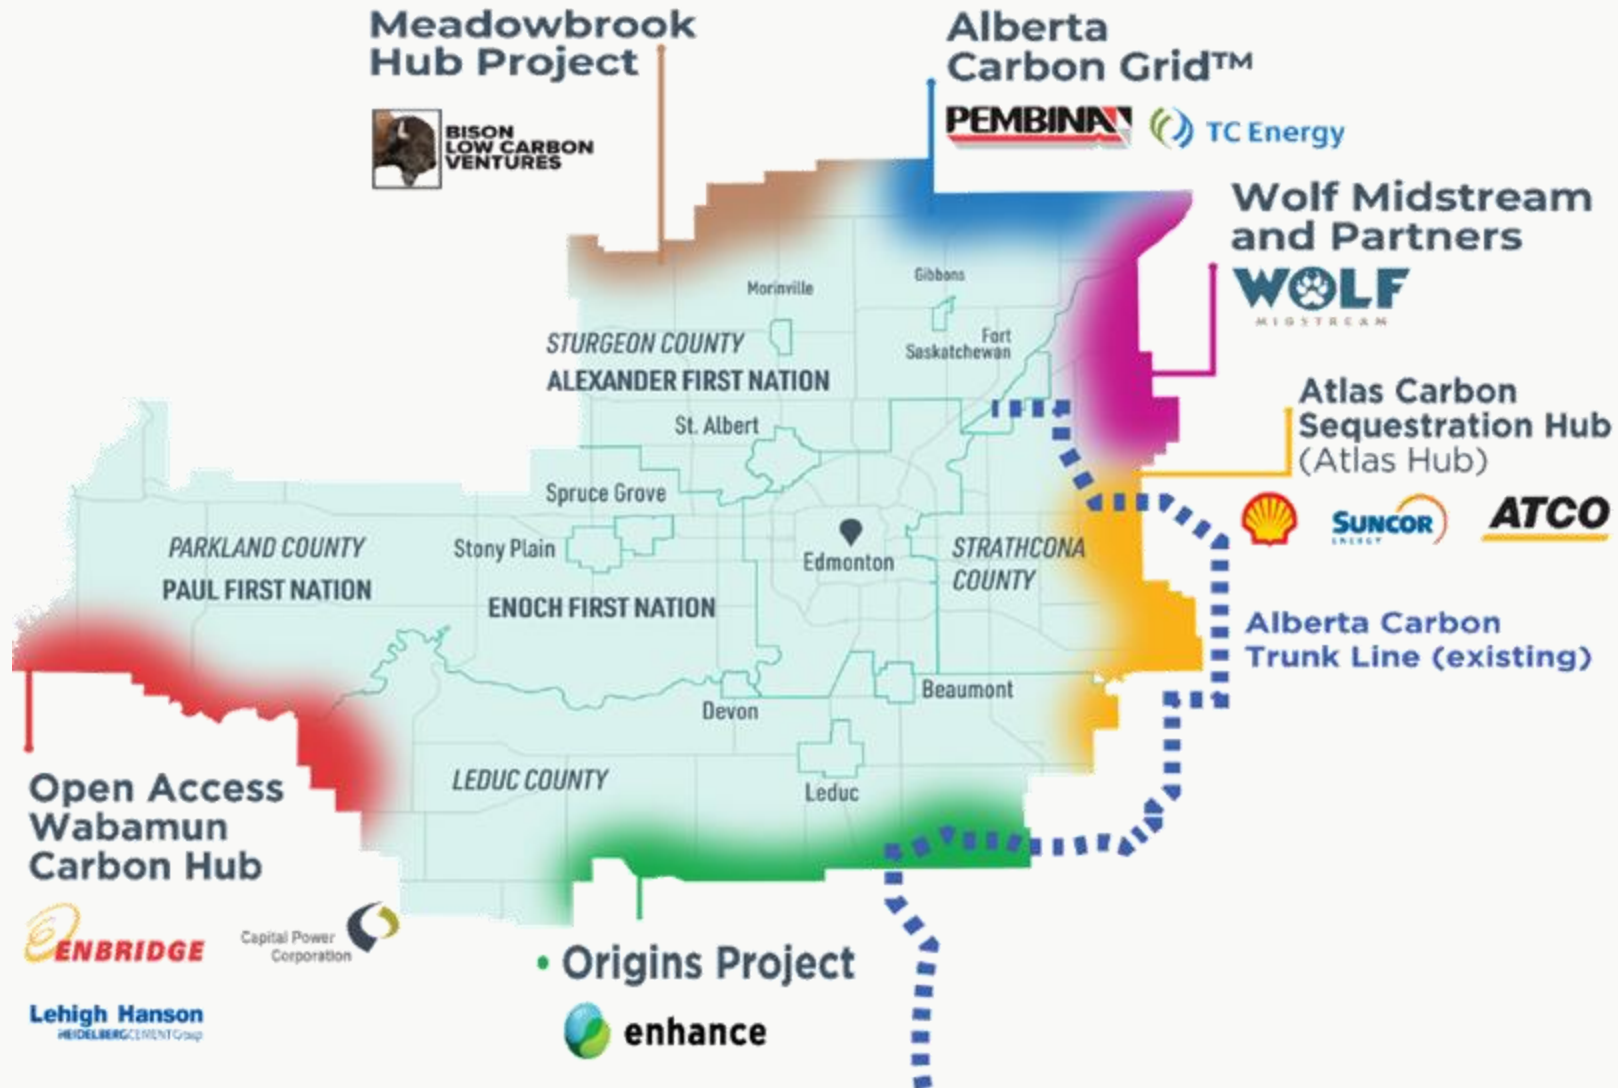 Meadowbrook
Hub Project
BISON
LOW CARBON
VENTURES
Alberta
Carbon Grid™
PEMBINA
TC Energy
Wolf Midstream
and Partners
WOLF
MIDSTREAM
Atlas Carbon
Sequestration Hub
(Atlas Hub)
SUNCOR
ENERGY
ATCO
Alberta Carbon
Trunk Line (existing)
Morinville
Gibbons
Fort
Saskatchewan
STURGEON COUNTY
ALEXANDER FIRST NATION
St. Albert
Spruce Grove
Stony Plain
PARKLAND COUNTY
PAUL FIRST NATION
ENOCH FIRST NATION
Edmonton
STRATHCONA
COUNTY
Devon
Beaumont
LEDUC COUNTY
Leduc
Open Access
Wabamun
Carbon Hub
ENBRIDGE
Capital Power
Corporation
Lehigh Hanson
HEIDELBERGCEMENT Group
• Origins Project
enhance